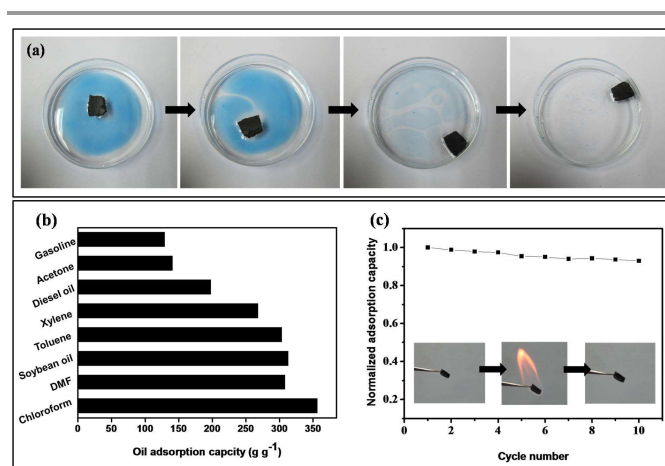 (a)
(b)
Gasoline
Acetone
Diesel oil
Xylene
Toluene
Soybean oil
DMF
Chloroform
0 50 100 150 200 250 300 350
Oil adsorption capcity (g g-1)
(c)
Normalized adsorption capacity
1.0
0.8
0.6
0.4
0.2
0 2 4 6 8 10
Cycle number